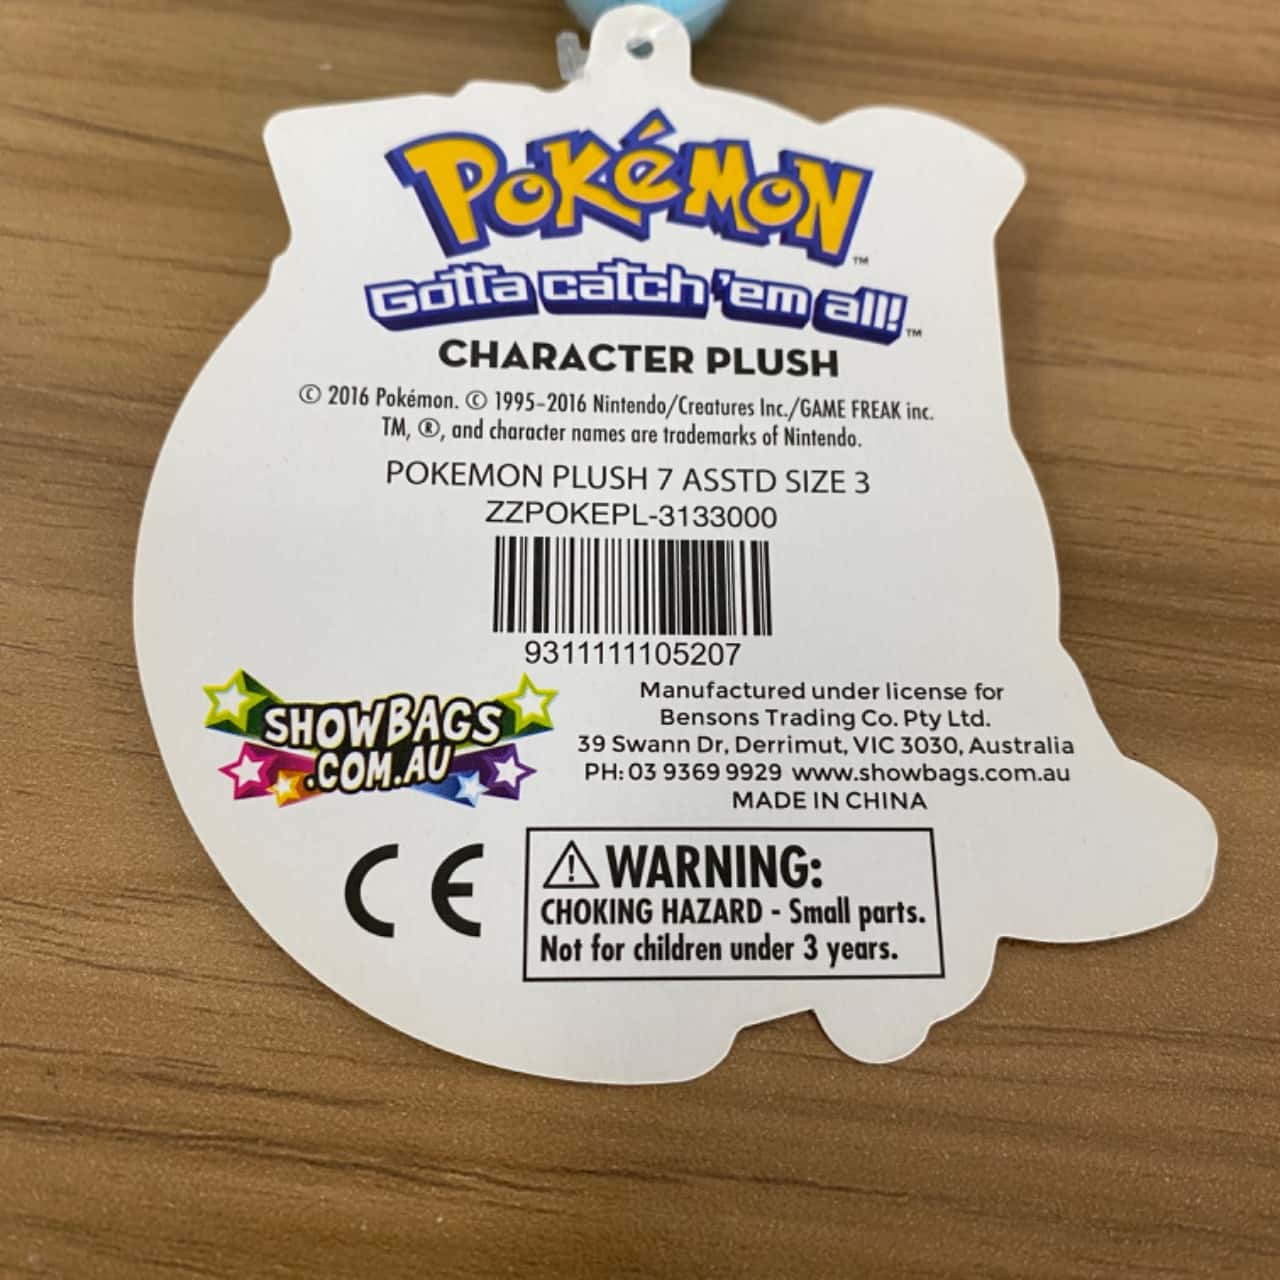 POKéMON™
Gotta catch 'em all!™
CHARACTER PLUSH
© 2016 Pokémon. © 1995–2016 Nintendo/Creatures Inc./GAME FREAK inc.
TM, ®, and character names are trademarks of Nintendo.
POKEMON PLUSH 7 ASSTD SIZE 3
ZZPOKEPL-3133000
9311111105207
SHOWBAGS
.COM.AU
Manufactured under license for
Bensons Trading Co. Pty Ltd.
39 Swann Dr, Derrimut, VIC 3030, Australia
PH: 03 9369 9929 www.showbags.com.au
MADE IN CHINA
CE
WARNING:
CHOKING HAZARD - Small parts.
Not for children under 3 years.